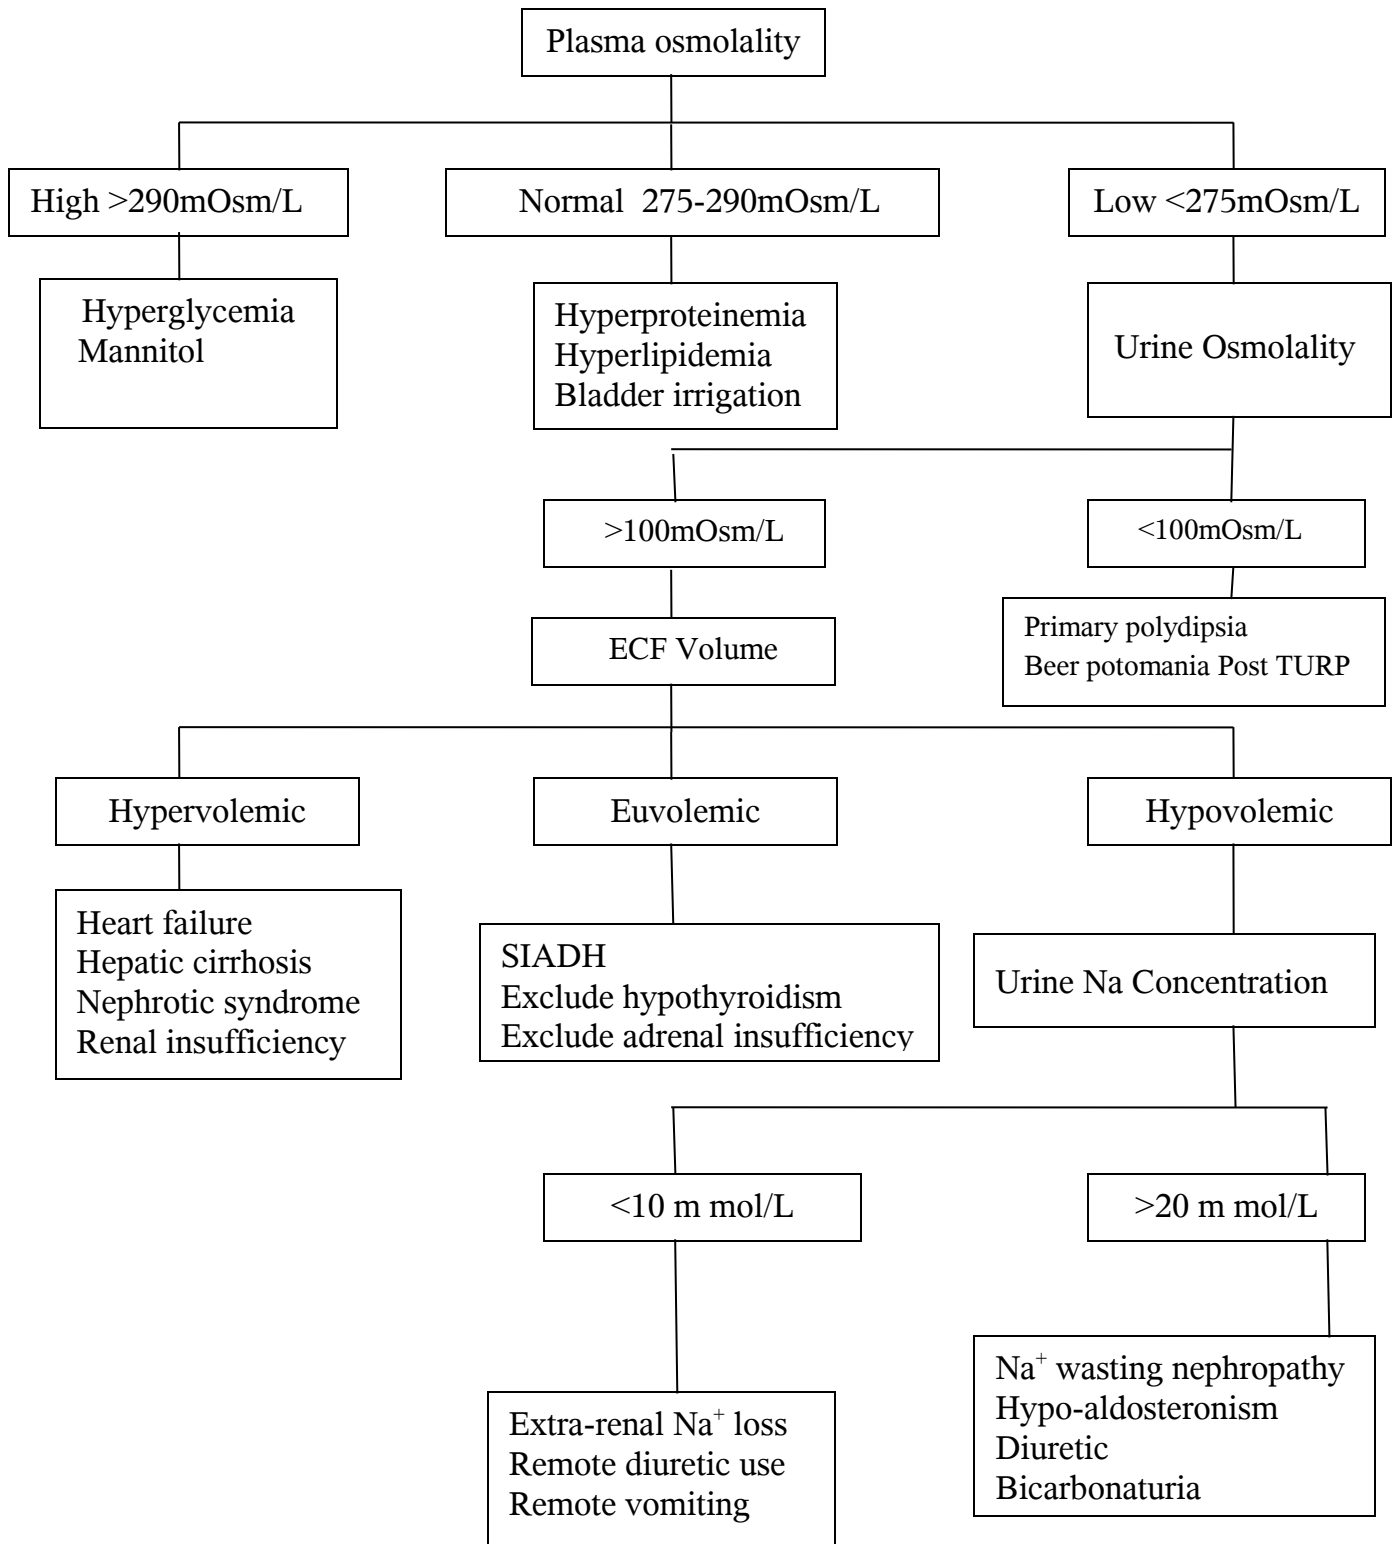 Plasma osmolality
High >290mOsm/L
Normal 275-290mOsm/L
Low <275mOsm/L
Hyperglycemia
Mannitol
Hyperproteinemia
Hyperlipidemia
Bladder irrigation
Urine Osmolality
>100mOsm/L
<100mOsm/L
ECF Volume
Primary polydipsia
Beer potomania Post TURP
Hypervolemic
Euvolemic
Hypovolemic
Heart failure
Hepatic cirrhosis
Nephrotic syndrome
Renal insufficiency
SIADH
Exclude hypothyroidism
Exclude adrenal insufficiency
Urine Na Concentration
<10 m mol/L
>20 m mol/L
Extra-renal Na⁺ loss
Remote diuretic use
Remote vomiting
Na⁺ wasting nephropathy
Hypo-aldosteronism
Diuretic
Bicarbonaturia